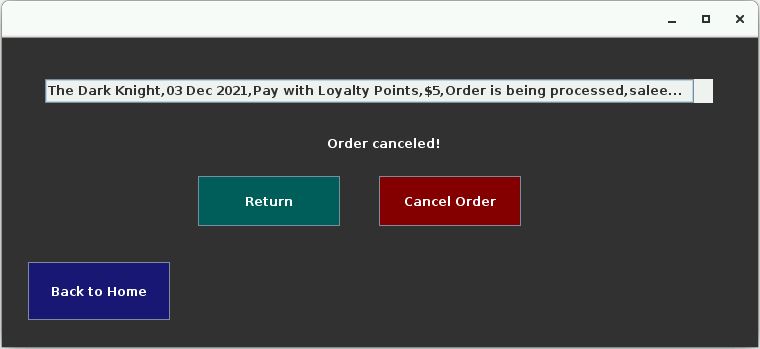 The Dark Knight,03 Dec 2021,Pay with Loyalty Points,$5,Order is being processed,salee...
Order canceled!
Return
Cancel Order
Back to Home